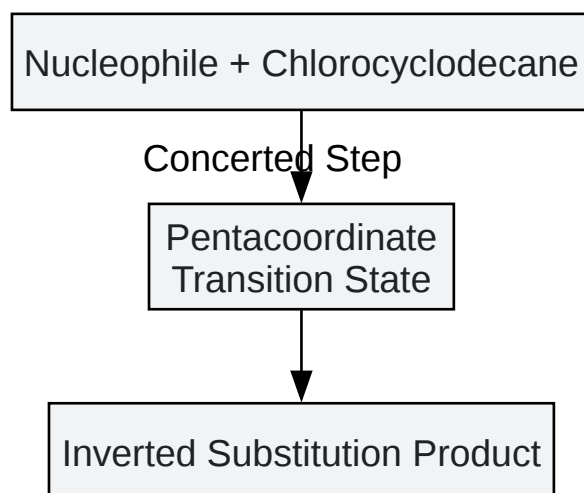 Nucleophile + Chlorocyclodecane
Concerted Step
Pentacoordinate
Transition State
Inverted Substitution Product